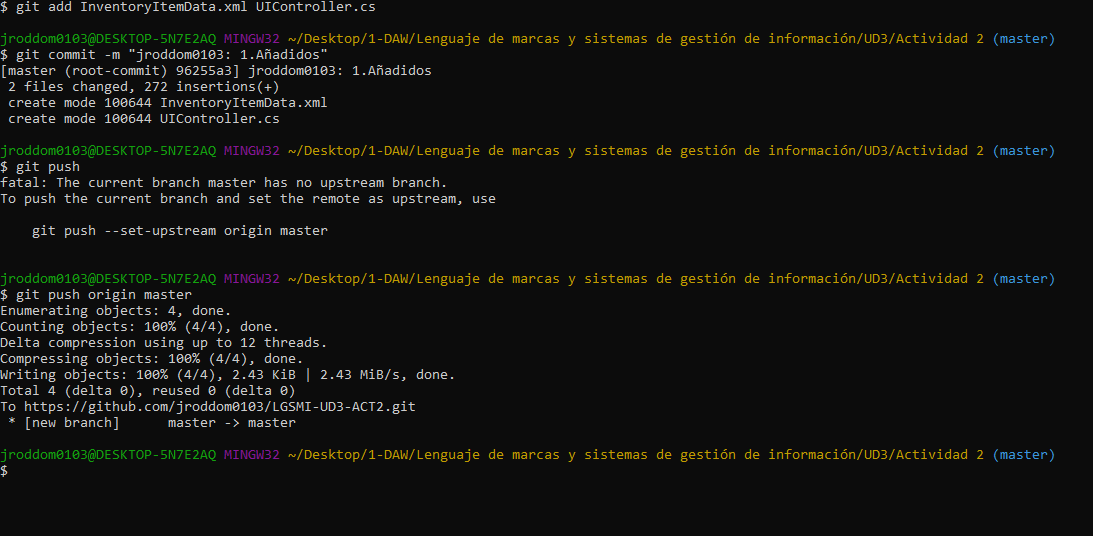 $ git add InventoryItemData.xml UIController.cs
jroddom0103@DESKTOP-5N7E2AQ MINGW32 ~/Desktop/1-DAW/Lenguaje de marcas y sistemas de gestión de información/UD3/Actividad 2 (master)
$ git commit -m "jroddom0103: 1.Añadidos"
[master (root-commit) 96255a3] jroddom0103: 1.Añadidos
2 files changed, 272 insertions(+)
create mode 100644 InventoryItemData.xml
create mode 100644 UIController.cs
jroddom0103@DESKTOP-5N7E2AQ MINGW32 ~/Desktop/1-DAW/Lenguaje de marcas y sistemas de gestión de información/UD3/Actividad 2 (master)
$ git push
fatal: The current branch master has no upstream branch.
To push the current branch and set the remote as upstream, use
git push --set-upstream origin master
jroddom0103@DESKTOP-5N7E2AQ MINGW32 ~/Desktop/1-DAW/Lenguaje de marcas y sistemas de gestión de información/UD3/Actividad 2 (master)
$ git push origin master
Enumerating objects: 4, done.
Counting objects: 100% (4/4), done.
Delta compression using up to 12 threads.
Compressing objects: 100% (4/4), done.
Writing objects: 100% (4/4), 2.43 KiB | 2.43 MiB/s, done.
Total 4 (delta 0), reused 0 (delta 0)
To https://github.com/jroddom0103/LGSMI-UD3-ACT2.git
* [new branch]      master -> master
jroddom0103@DESKTOP-5N7E2AQ MINGW32 ~/Desktop/1-DAW/Lenguaje de marcas y sistemas de gestión de información/UD3/Actividad 2 (master)
$